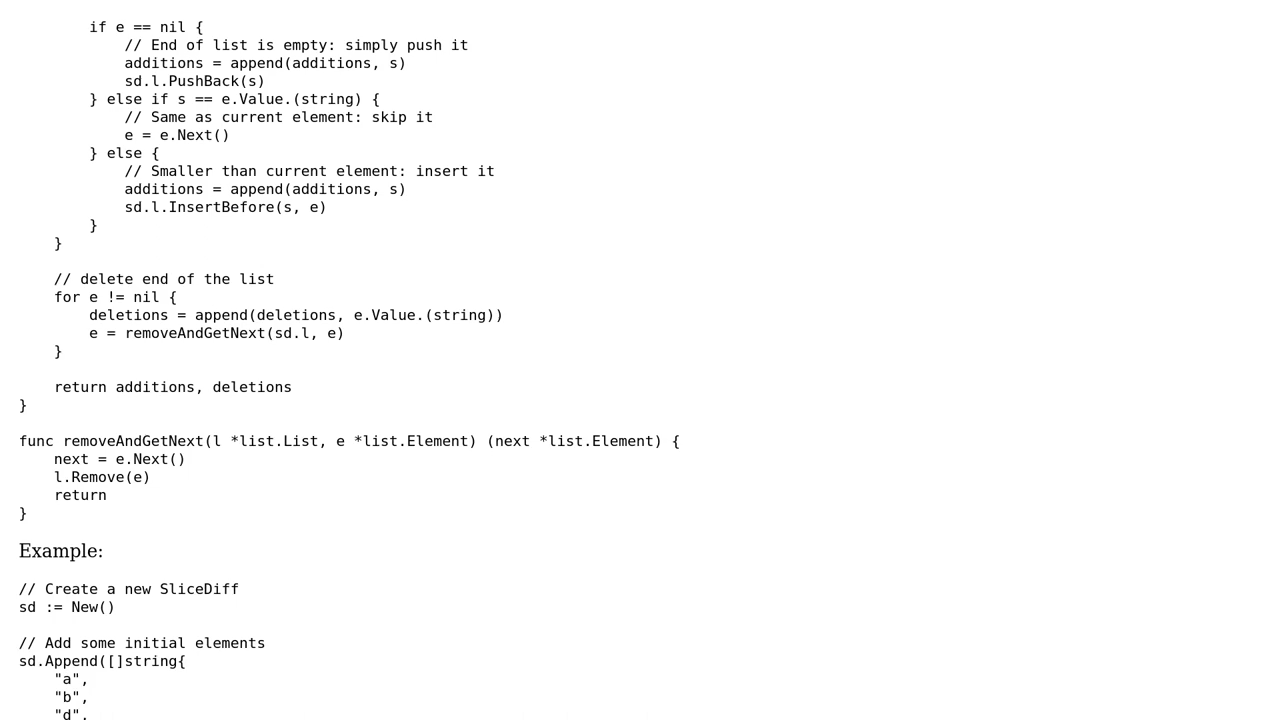 if e == nil {
            // End of list is empty: simply push it
            additions = append(additions, s)
            sd.l.PushBack(s)
        } else if s == e.Value.(string) {
            // Same as current element: skip it
            e = e.Next()
        } else {
            // Smaller than current element: insert it
            additions = append(additions, s)
            sd.l.InsertBefore(s, e)
        }
    }

    // delete end of the list
    for e != nil {
        deletions = append(deletions, e.Value.(string))
        e = removeAndGetNext(sd.l, e)
    }

    return additions, deletions
}

func removeAndGetNext(l *list.List, e *list.Element) (next *list.Element) {
    next = e.Next()
    l.Remove(e)
    return
}

Example:

// Create a new SliceDiff
sd := New()

// Add some initial elements
sd.Append([]string{
    "a",
    "b",
    "d",